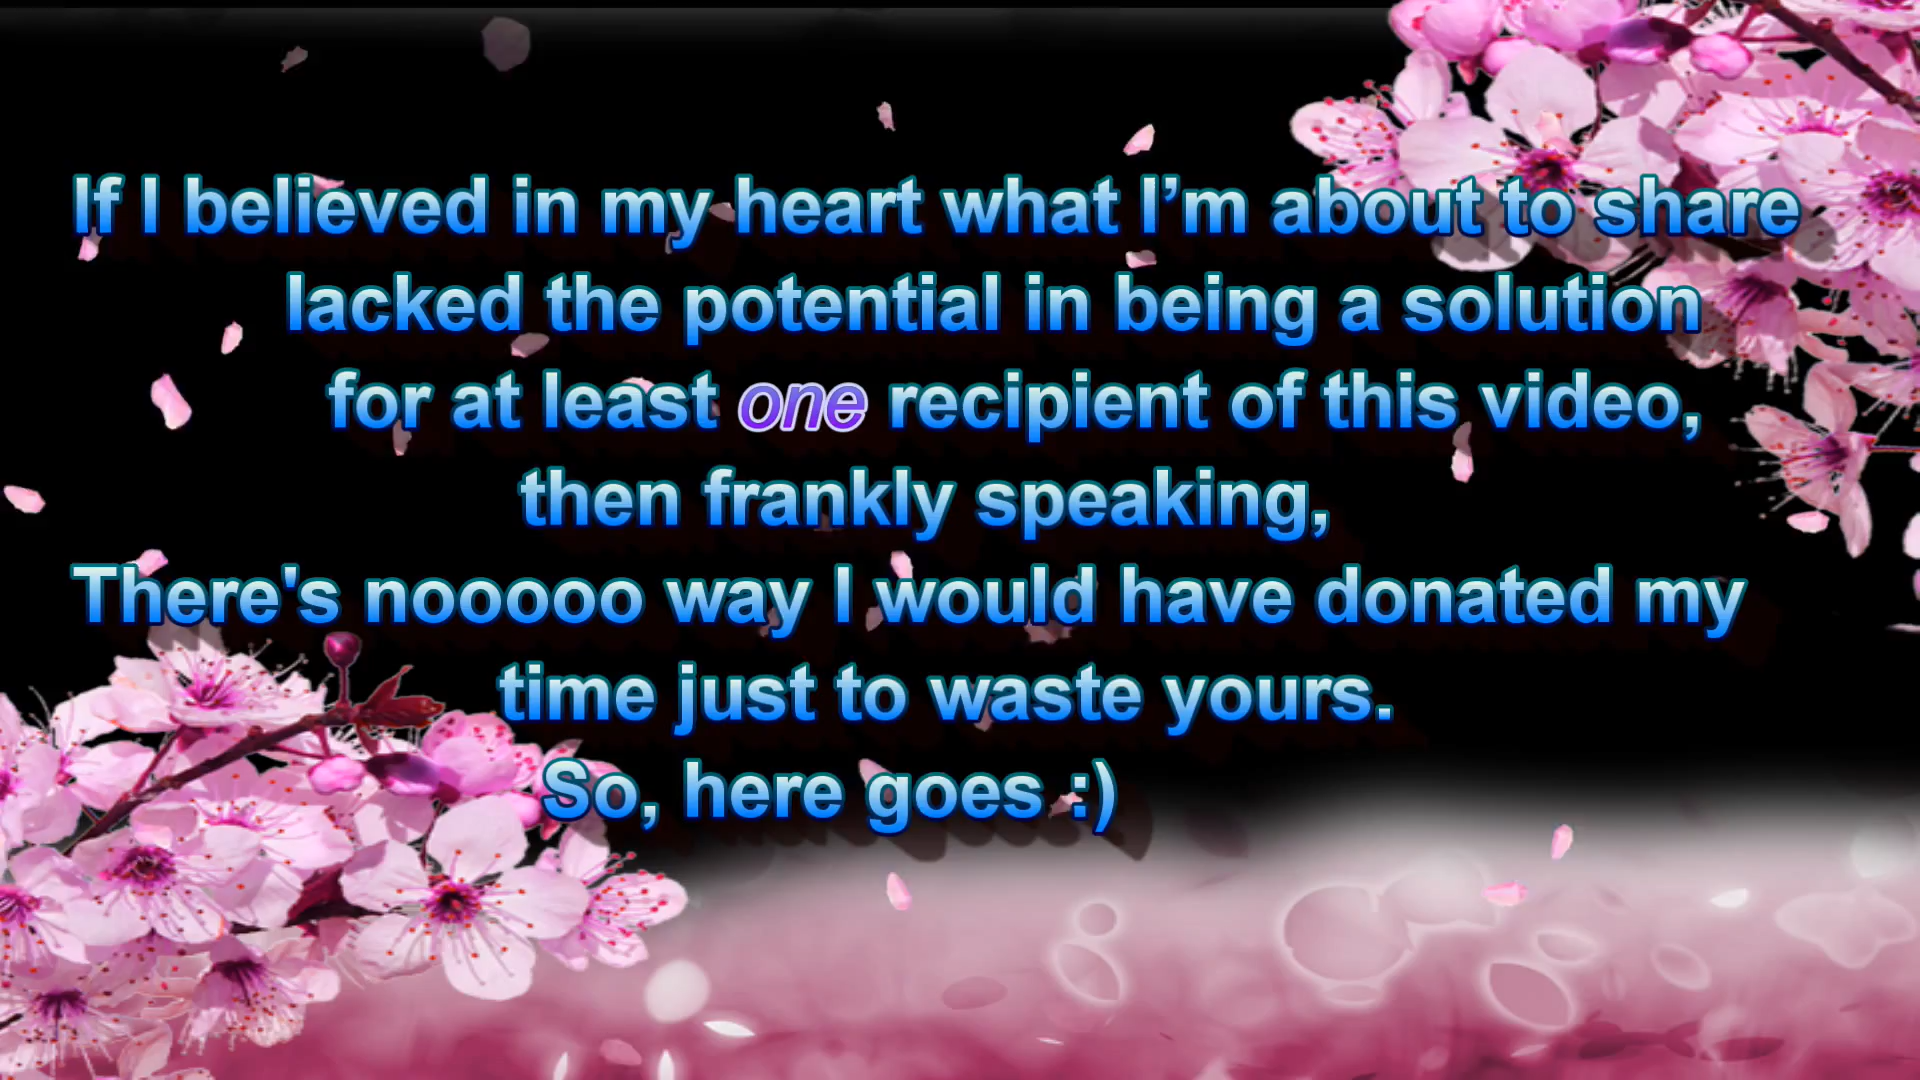 If I believed in my heart what I’m about to share
lacked the potential in being a solution
for at least one recipient of this video,
then frankly speaking,
There's nooooo way I would have donated my
time just to waste yours.
So, here goes :)